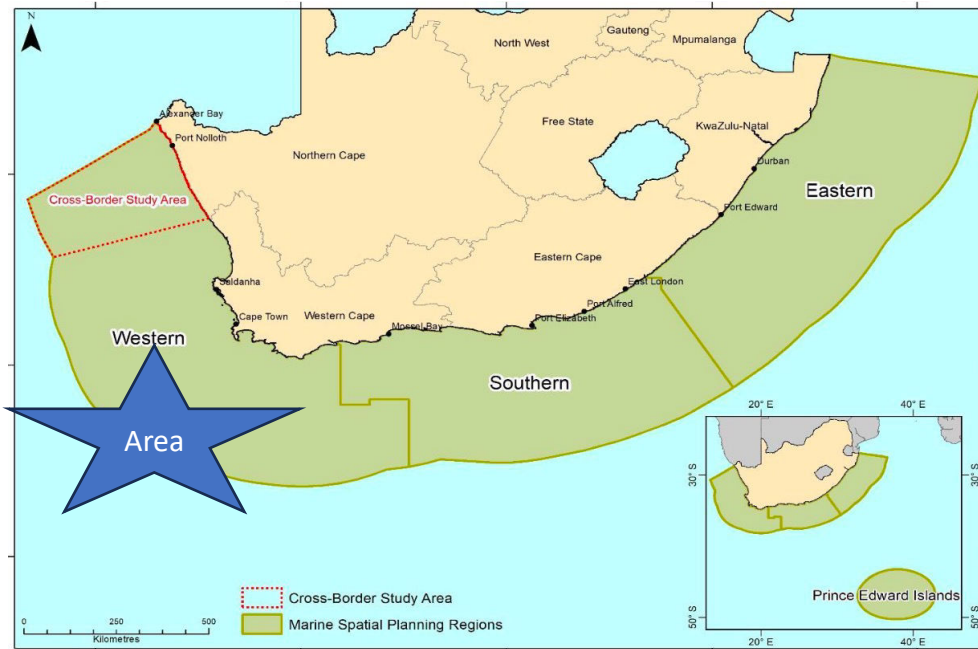 N
North West
Gauteng
Mpumalanga
Alexander Bay
Port Nolloth
Free State
KwaZulu-Natal
Northern Cape
Durban
Cross-Border Study Area
Eastern
Port Edward
Eastern Cape
Saldanha
East London
Port Alfred
Cape Town
Western Cape
Mossel Bay
Port Elizabeth
Western
Southern
Area
20° E
40° E
30°S
30°S
Prince Edward Islands
50°S
50°S
20° E
40° E
Cross-Border Study Area
Marine Spatial Planning Regions
0
250
500
Kilometres